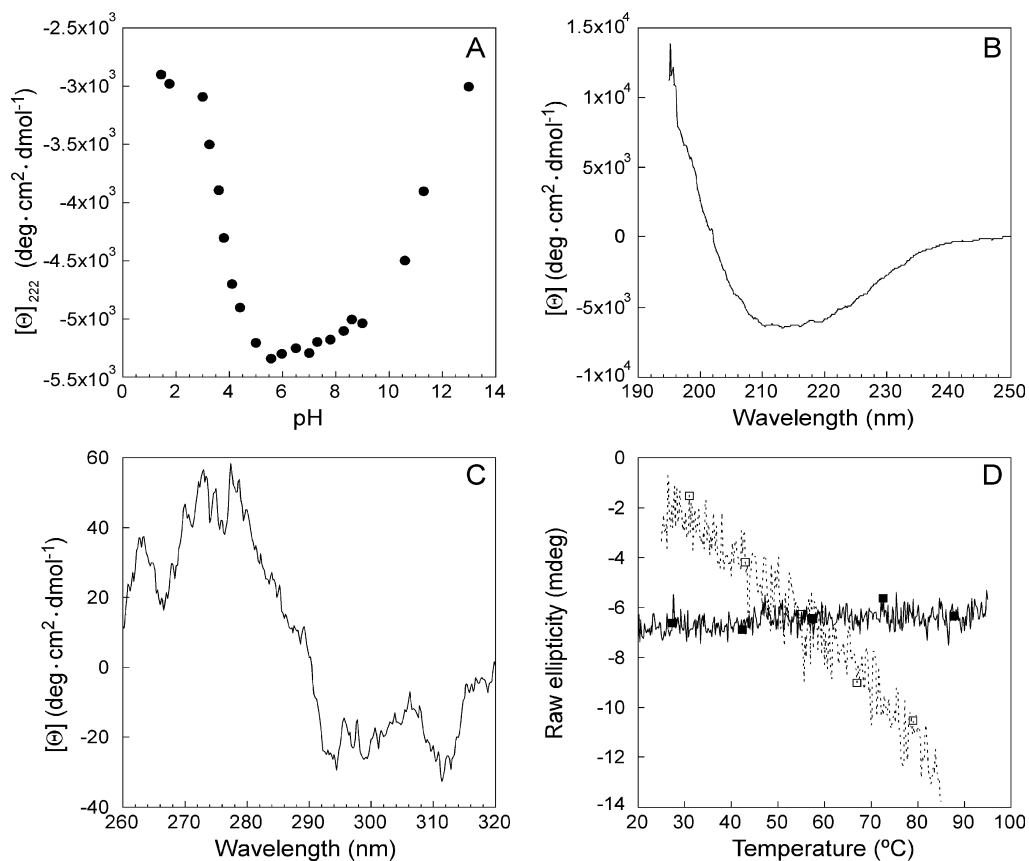 A
[Θ]₂₂₂ (deg·cm²·dmol⁻¹)
-2.5x10³
-3x10³
-3.5x10³
-4x10³
-4.5x10³
-5x10³
-5.5x10³
0 2 4 6 8 10 12 14
pH
B
[Θ] (deg·cm²·dmol⁻¹)
1.5x10⁴
1x10⁴
5x10³
0
-5x10³
-1x10⁴
190 200 210 220 230 240 250
Wavelength (nm)
C
[Θ] (deg·cm²·dmol⁻¹)
60
40
20
0
-20
-40
260 270 280 290 300 310 320
Wavelength (nm)
D
Raw ellipticity (mdeg)
0
-2
-4
-6
-8
-10
-12
-14
20 30 40 50 60 70 80 90 100
Temperature (ºC)